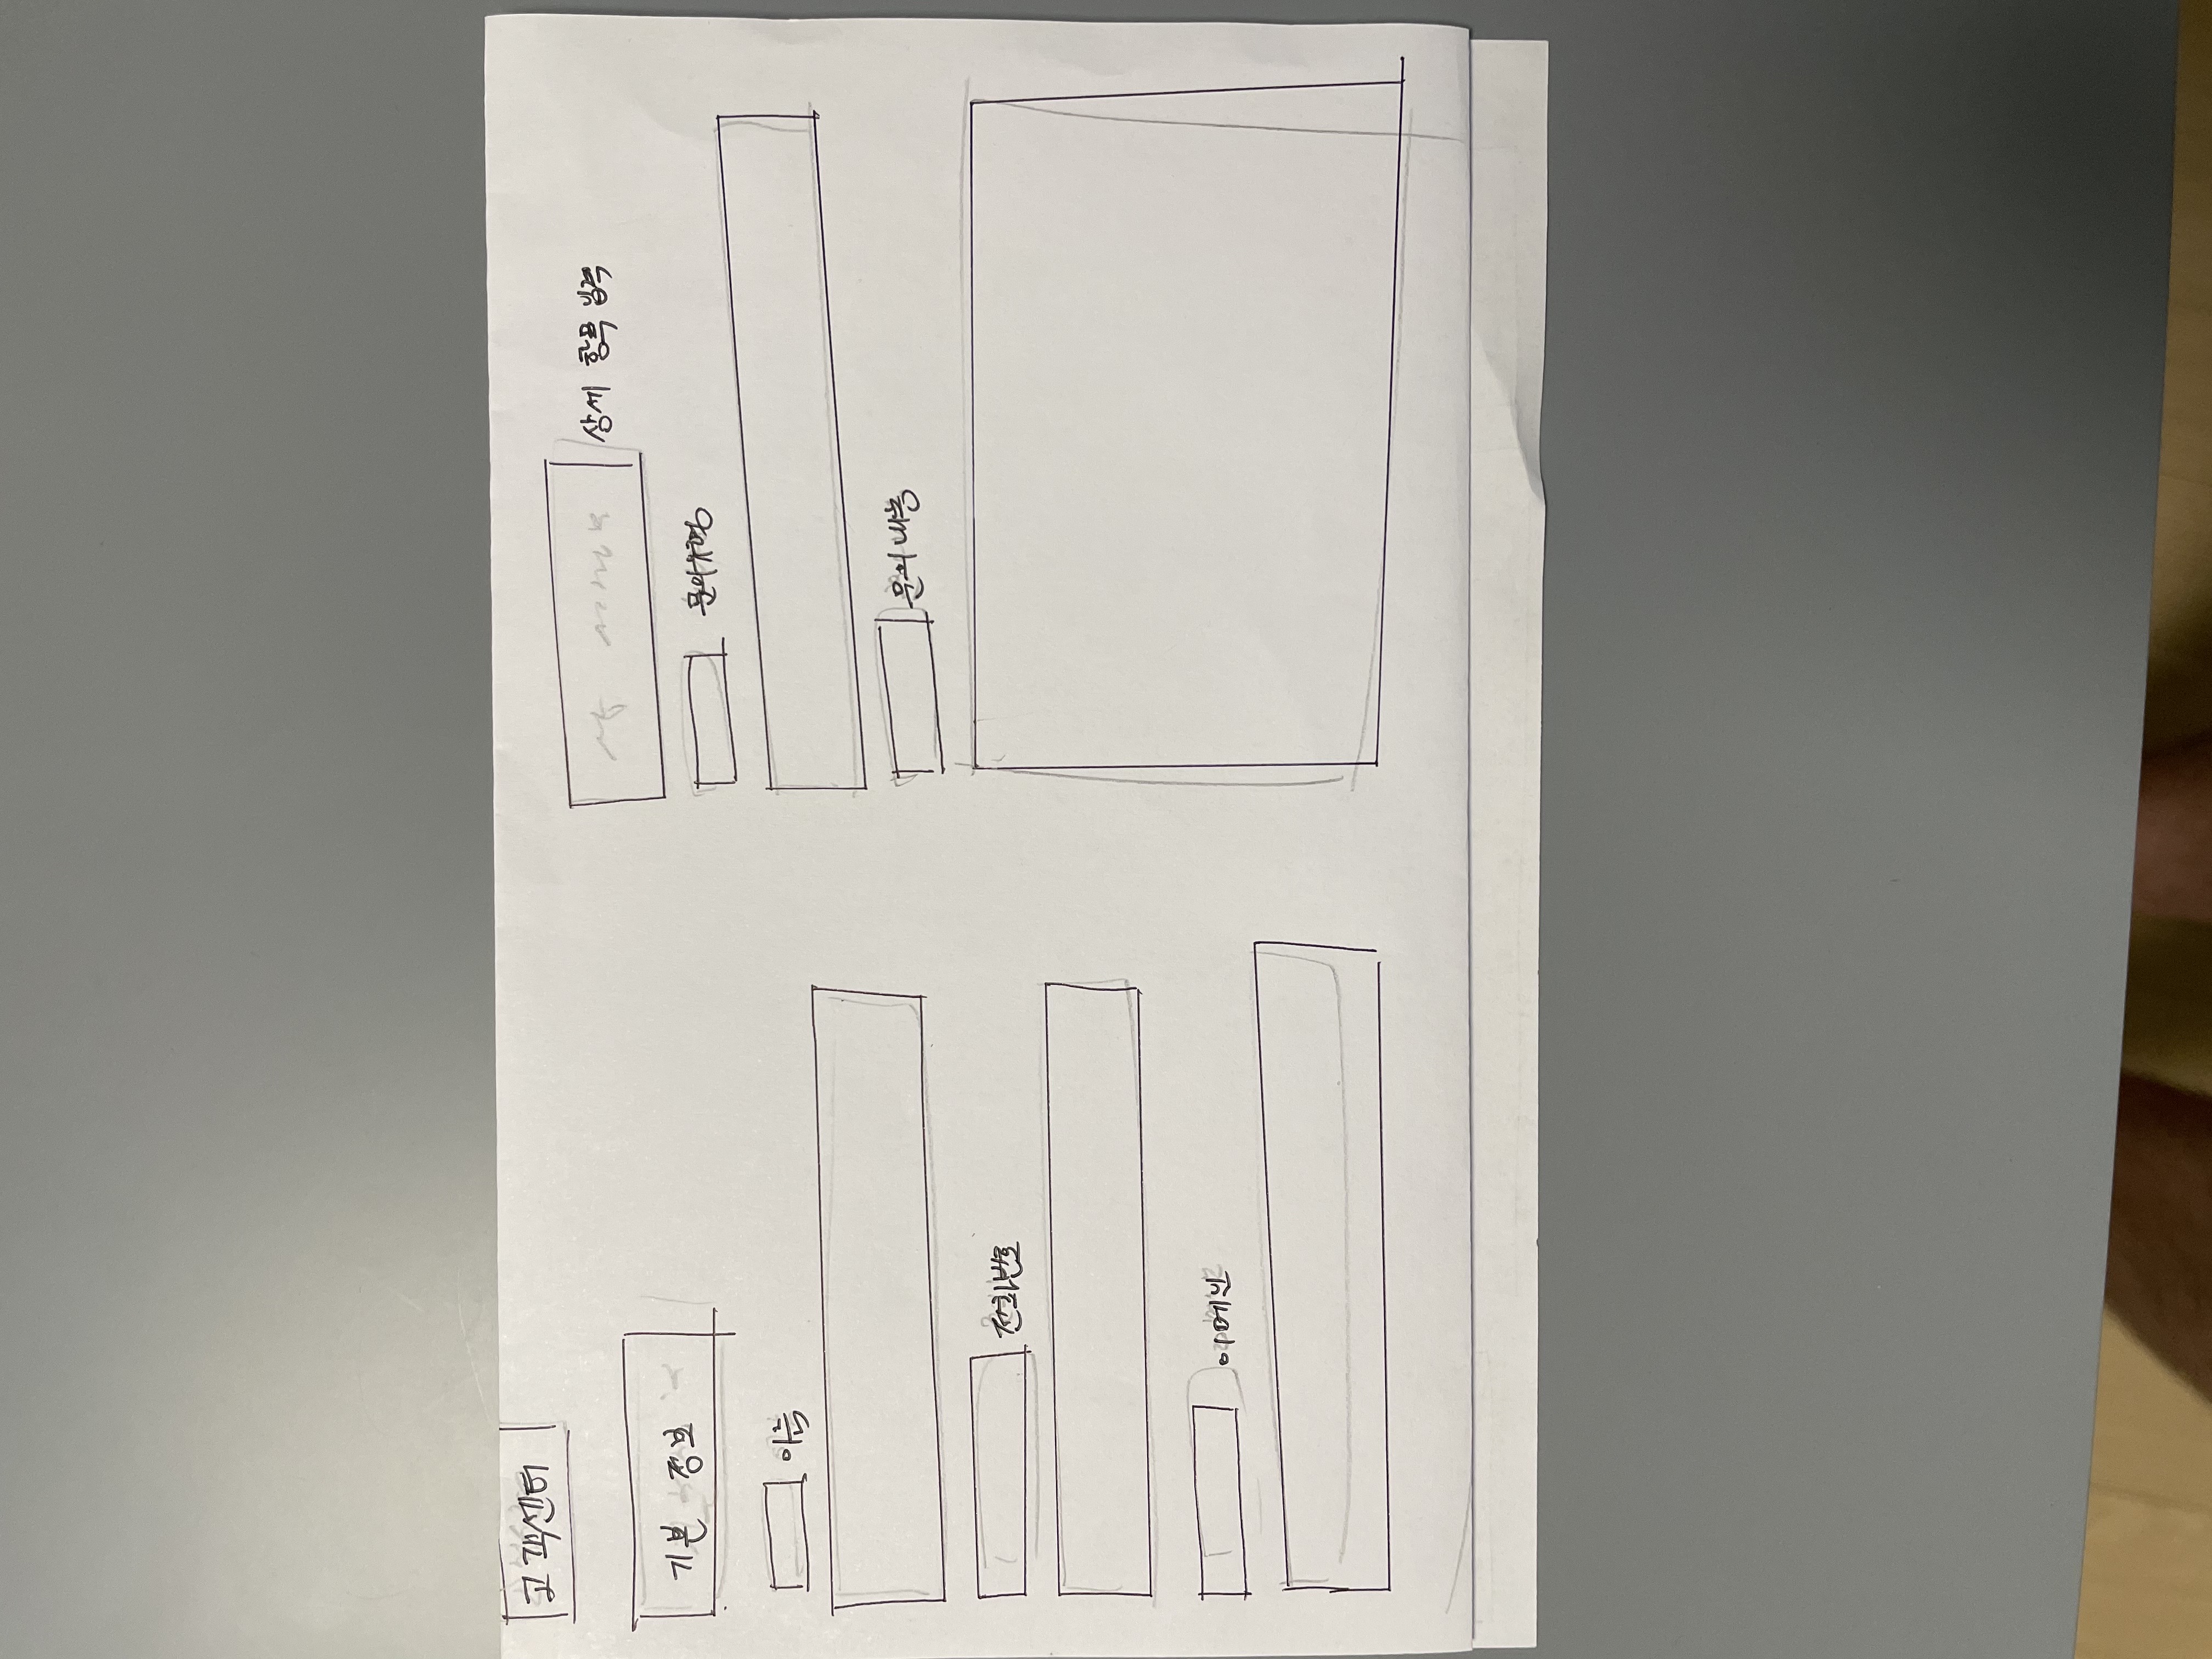 고객센터
기본 정보
이름
전화번호
이메일
상세 항목 입력
문의유형
문의 내용